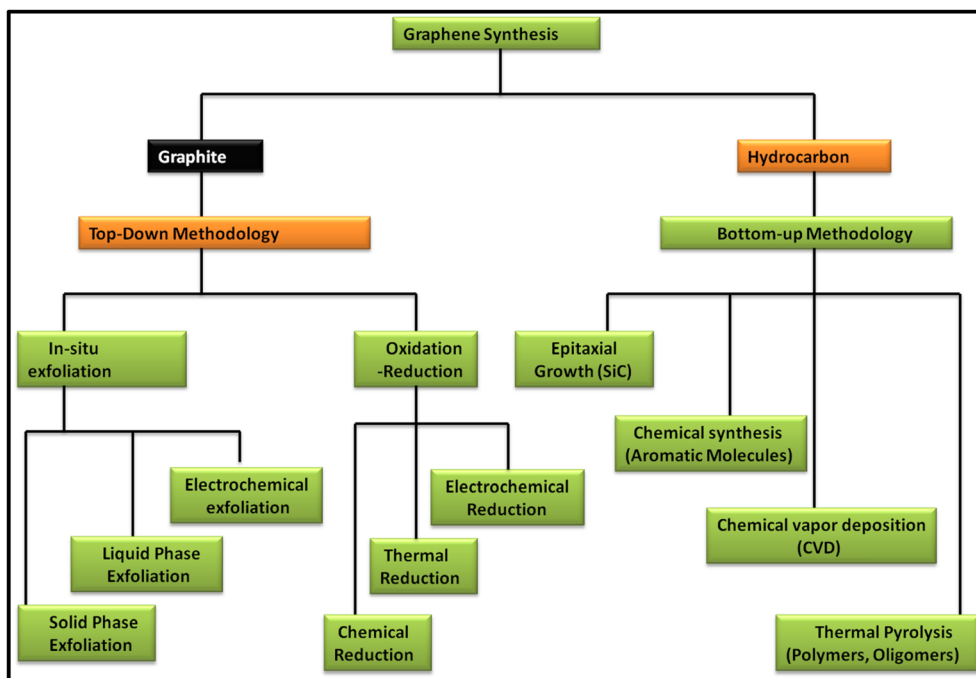 Graphene Synthesis
Graphite
Hydrocarbon
Top-Down Methodology
Bottom-up Methodology
In-situ
exfoliation
Oxidation
-Reduction
Epitaxial
Growth (SiC)
Chemical synthesis
(Aromatic Molecules)
Electrochemical
exfoliation
Electrochemical
Reduction
Chemical vapor deposition
(CVD)
Liquid Phase
Exfoliation
Thermal
Reduction
Solid Phase
Exfoliation
Chemical
Reduction
Thermal Pyrolysis
(Polymers, Oligomers)